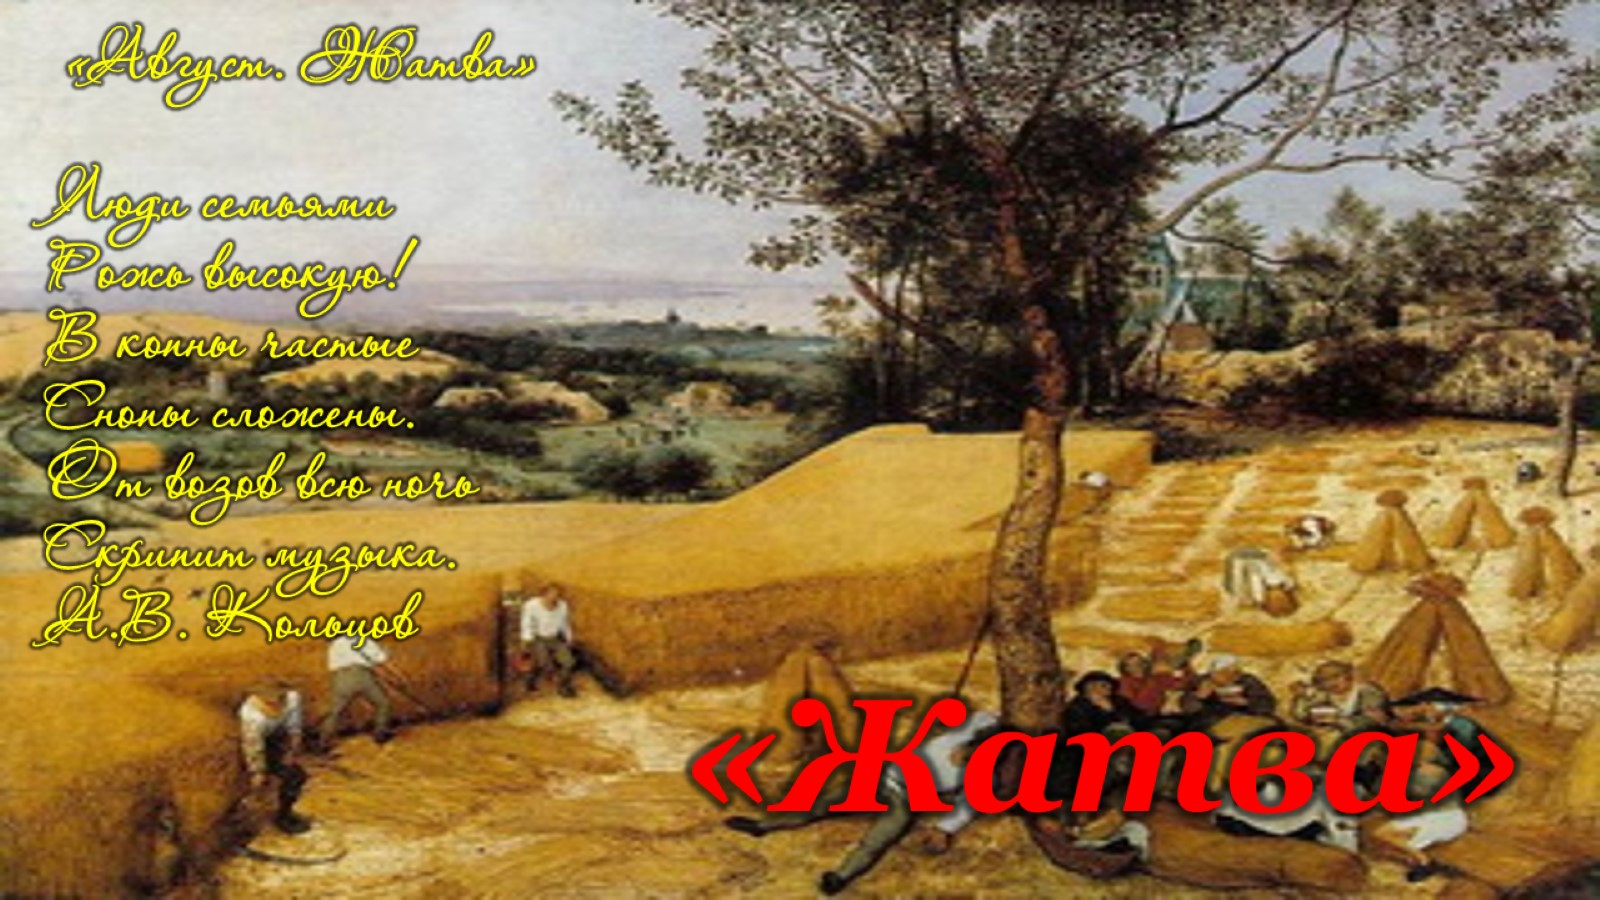 «Август. Жатва»
Люди семьями
Рожь высокую!
В копны частые
Снопы сложены.
От возов всю ночь
Скрипит музыка.
А.В. Кольцов
«Жатва»